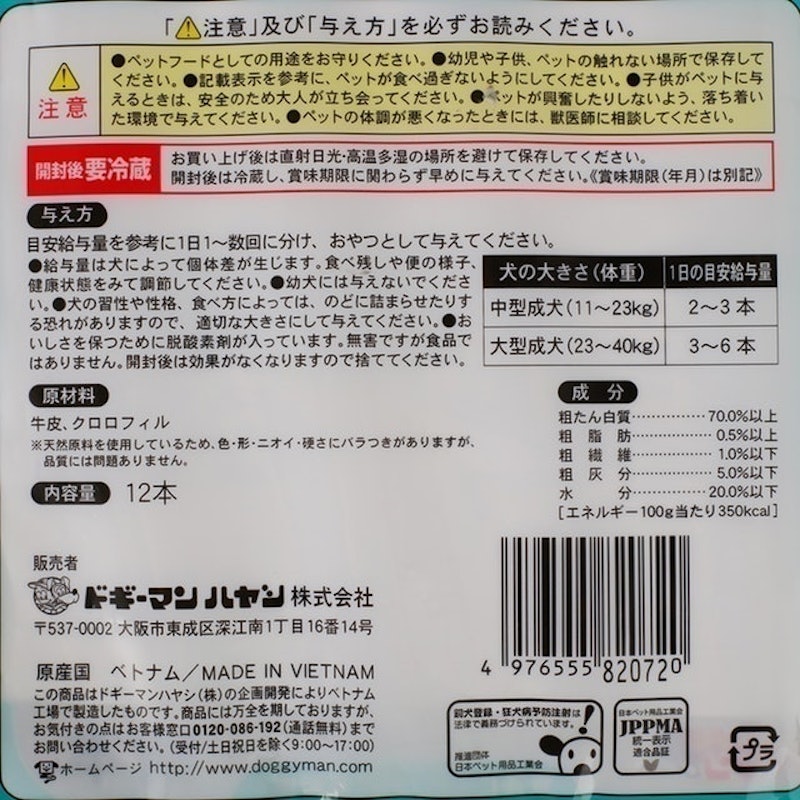 「⚠注意」及び「与え方」を必ずお読みください。
注意
●ペットフードとしての用途をお守りください。●幼児や子供、ペットの触れない場所で保存して
ください。●記載表示を参考に、ペットが食べ過ぎないようにしてください。●子供がペットに与
えるときは、安全のため大人が立ち会ってください。●ペットが興奮したりしないよう、落ち着い
た環境で与えてください。●ペットの体調が悪くなったときには、獣医師に相談してください。
開封後要冷蔵
お買い上げ後は直射日光・高温多湿の場所を避けて保存してください。
開封後は冷蔵し、賞味期限に関わらず早めに与えてください。《賞味期限(年月)は別記》
与え方
目安給与量を参考に1日1〜数回に分け、おやつとして与えてください。
●給与量は犬によって個体差が生じます。食べ残しや便の様子、
健康状態をみて調節してください。●幼犬には与えないでくださ
い。●犬の習性や性格、食べ方によっては、のどに詰まらせたりす
る恐れがありますので、適切な大きさにして与えてください。●お
いしさを保つために脱酸素剤が入っています。無害ですが食品で
はありません。開封後は効果がなくなりますので捨ててください。
犬の大きさ(体重) 1日の目安給与量
中型成犬(11〜23kg) 2〜3本
大型成犬(23〜40kg) 3〜6本
原材料
牛皮、クロロフィル
※天然原料を使用しているため、色・形・ニオイ・硬さにバラつきがありますが、
品質には問題ありません。
内容量 12本
成分
粗たん白質…………70.0%以上
粗脂肪…………0.5%以上
粗繊維…………1.0%以下
粗灰分…………5.0%以下
水分…………20.0%以下
[エネルギー100g当たり350kcal]
販売者
ドギーマンハヤシ株式会社
〒537-0002 大阪市東成区深江南1丁目16番14号
原産国 ベトナム/MADE IN VIETNAM
この商品はドギーマンハヤシ(株)の企画開発によりベトナム
工場で製造したものです。商品には万全を期しておりますが、
お気付きの点はお客様窓口0120-086-192(通話無料)まで
お問い合わせください。(受付/土日祝日を除く9:00〜17:00)
ホームページ http://www.doggyman.com
4 976555 820720
飼犬登録・狂犬病予防注射は
法律で義務づけられています。
推進団体
日本ペット用品工業会
日本ペット用品工業会
JPPMA
統一表示
適合品証
プラ